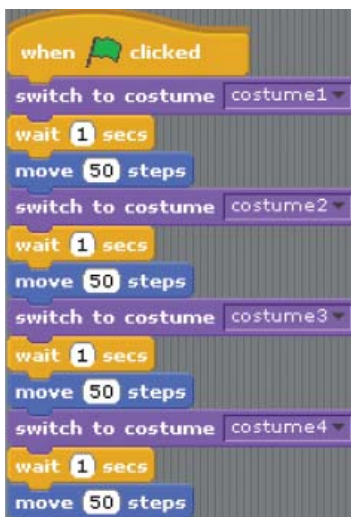 when clicked
switch to costume costume1
wait 1 secs
move 50 steps
switch to costume costume2
wait 1 secs
move 50 steps
switch to costume costume3
wait 1 secs
move 50 steps
switch to costume costume4
wait 1 secs
move 50 steps